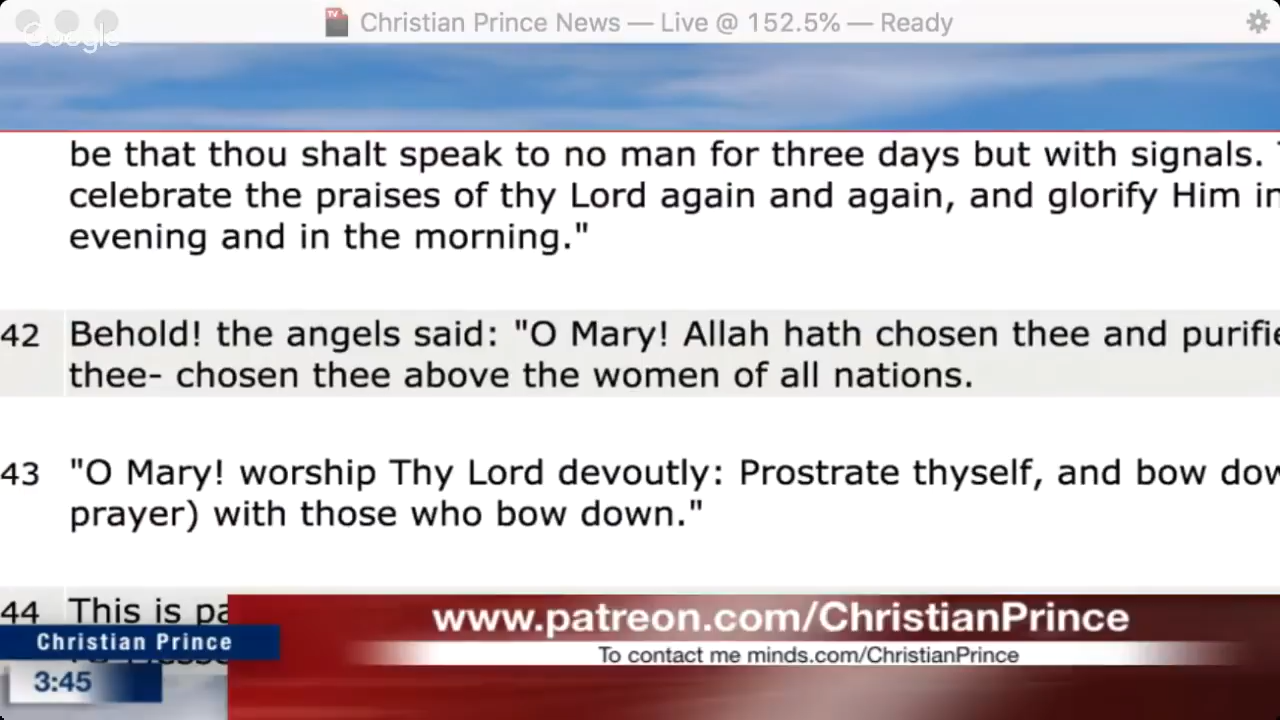 Christian Prince News — Live @ 152.5% — Ready
Google
be that thou shalt speak to no man for three days but with signals.
celebrate the praises of thy Lord again and again, and glorify Him in
evening and in the morning."
42 Behold! the angels said: "O Mary! Allah hath chosen thee and purifie
thee- chosen thee above the women of all nations.
43 "O Mary! worship Thy Lord devoutly: Prostrate thyself, and bow dow
prayer) with those who bow down."
44 This is pa
www.patreon.com/ChristianPrince
Christian Prince
To contact me minds.com/ChristianPrince
3:45